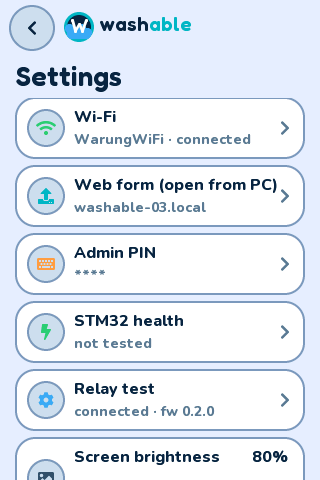 washable
Settings
Wi-Fi
WarungWiFi · connected
Web form (open from PC)
washable-03.local
Admin PIN
****
STM32 health
not tested
Relay test
connected · fw 0.2.0
Screen brightness 80%